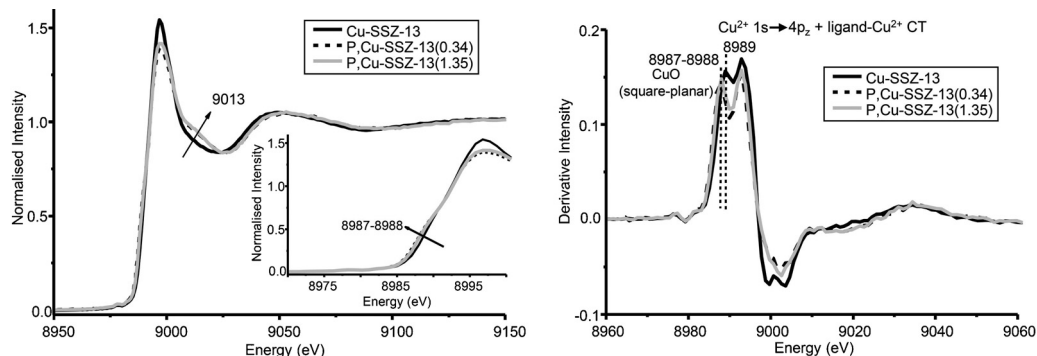 1.5
1.0
0.5
0.0
Normalised Intensity
8950 9000 9050 9100 9150
Energy (eV)
Cu-SSZ-13
P,Cu-SSZ-13(0.34)
P,Cu-SSZ-13(1.35)
9013
1.5
1.0
0.5
0.0
Normalised Intensity
8987-8988
8975 8985 8995
Energy (eV)
Cu²⁺ 1s→4p_z + ligand-Cu²⁺ CT
8987-8988 8989
CuO
(square-planar)
Cu-SSZ-13
P,Cu-SSZ-13(0.34)
P,Cu-SSZ-13(1.35)
0.2
0.1
0.0
-0.1
Derivative Intensity
8960 8980 9000 9020 9040 9060
Energy (eV)